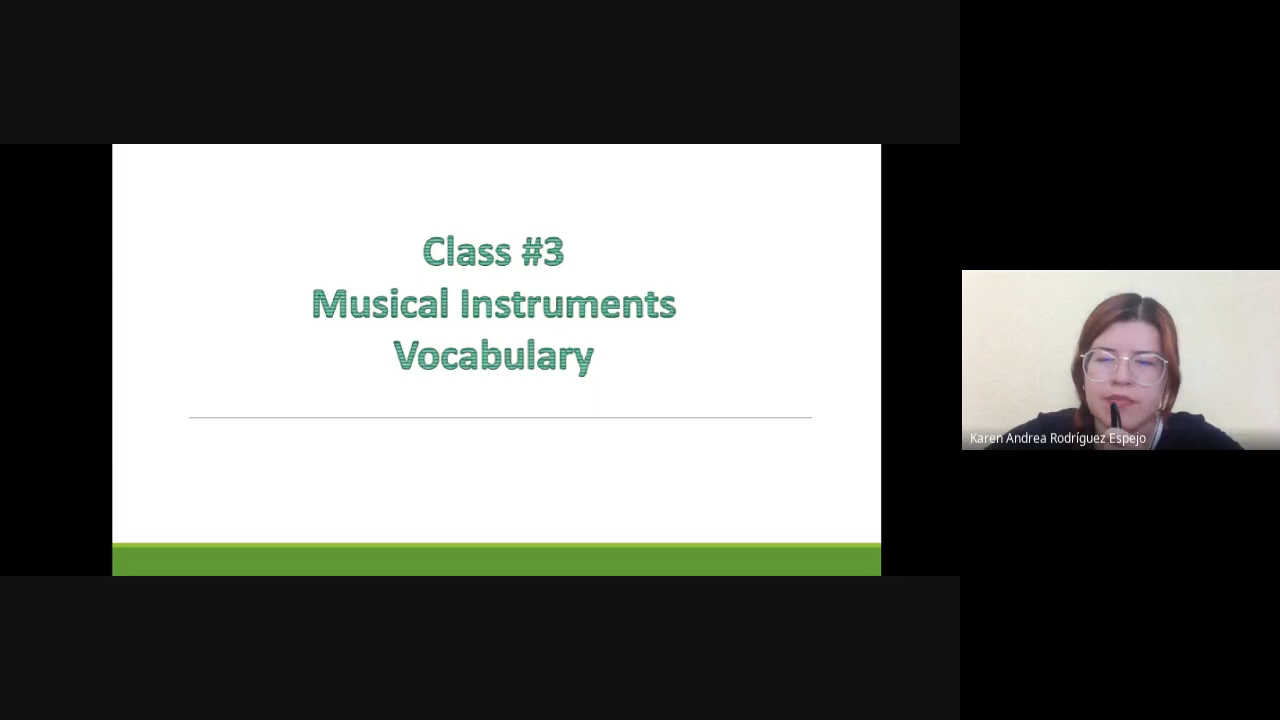 Class #3
Musical Instruments
Vocabulary
Karen Andrea Rodríguez Espejo